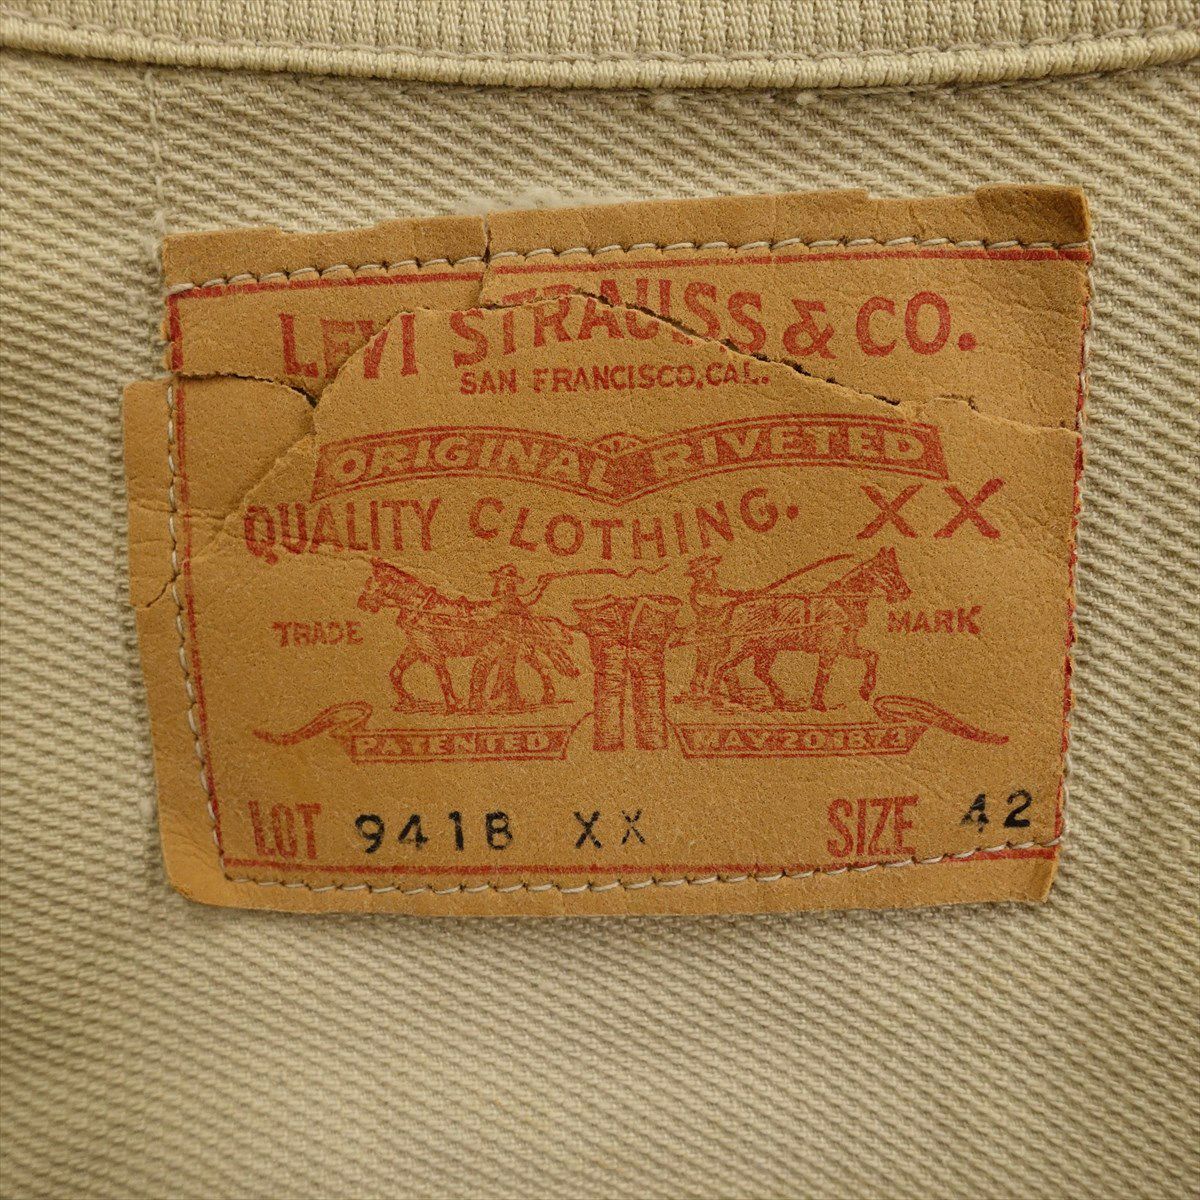 LEVI STRAUSS & CO.
SAN FRANCISCO, CAL.
ORIGINAL RIVETED
QUALITY CLOTHING. XX
TRADE MARK
PATENTED MAY 20 1873
LOT 941B XX SIZE 42